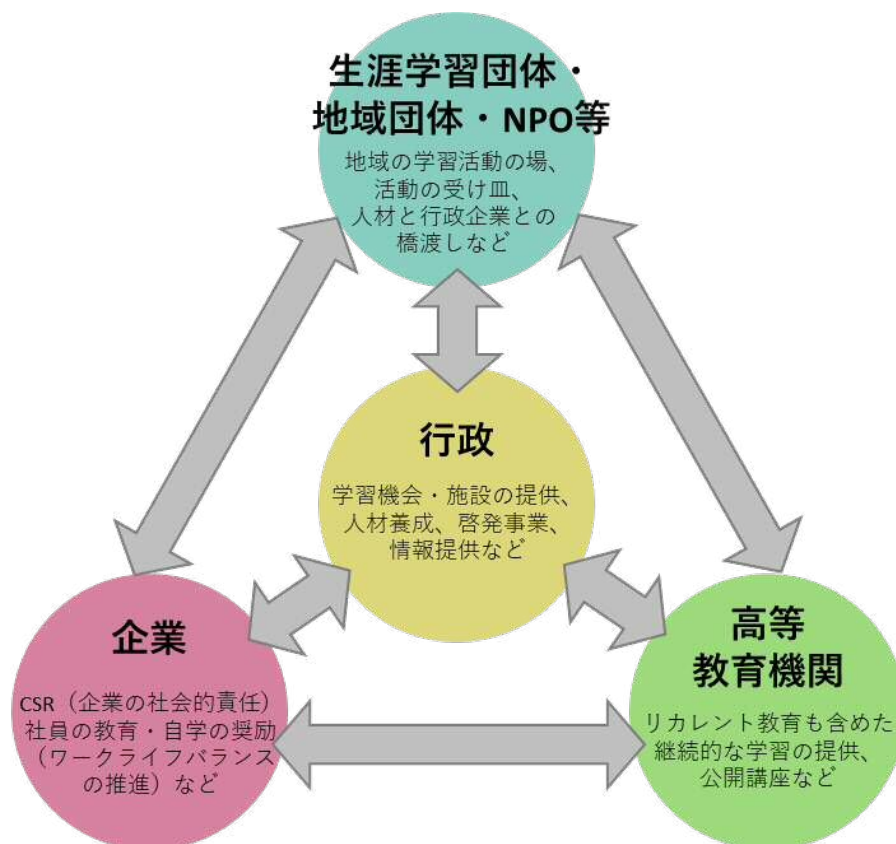 生涯学習団体・
地域団体・NPO等
地域の学習活動の場、
活動の受け皿、
人材と行政企業との
橋渡しなど
行政
学習機会・施設の提供、
人材養成、啓発事業、
情報提供など
企業
CSR（企業の社会的責任）
社員の教育・自学の奨励
（ワークライフバランス
の推進）など
高等
教育機関
リカレント教育も含めた
継続的な学習の提供、
公開講座など